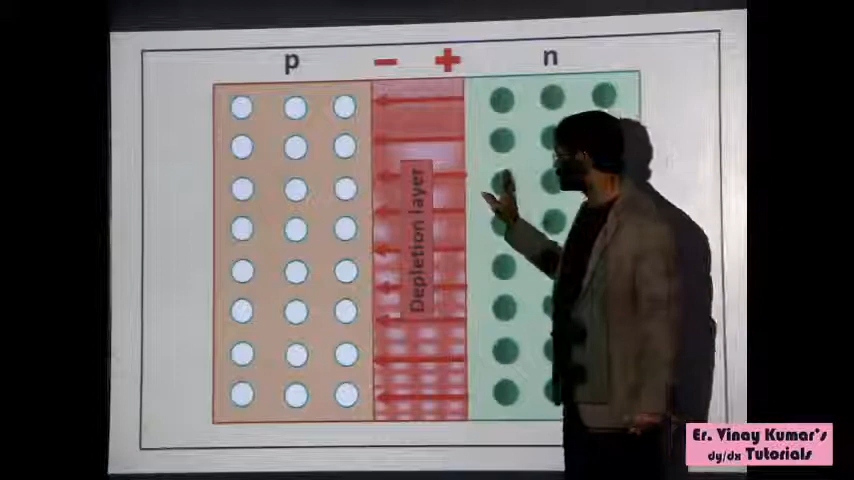 p − + n
Depletion layer
Er. Vinay Kumar's
dy/dx Tutorials